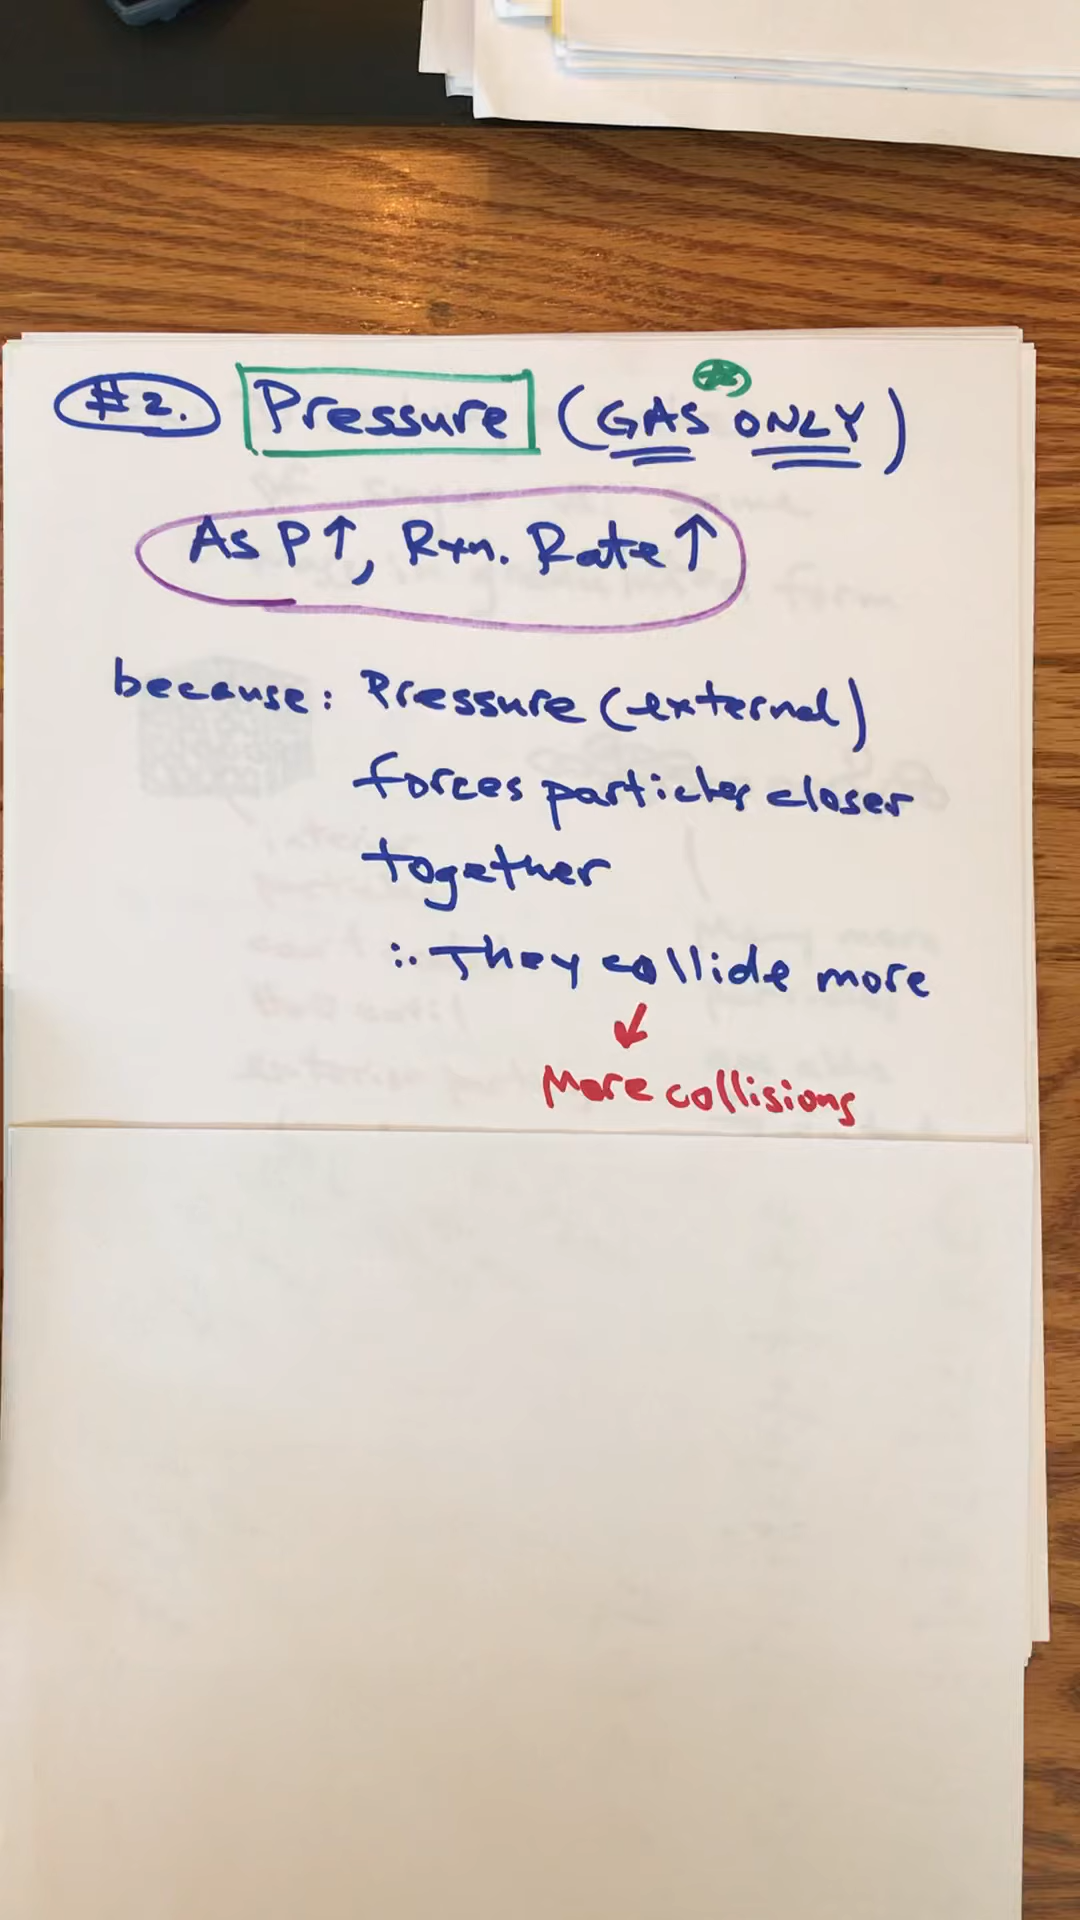 #2. Pressure (GAS ONLY)
As P↑, Rxn. Rate ↑
because: Pressure (external)
forces particles closer
together
∴ They collide more
↓
More collisions